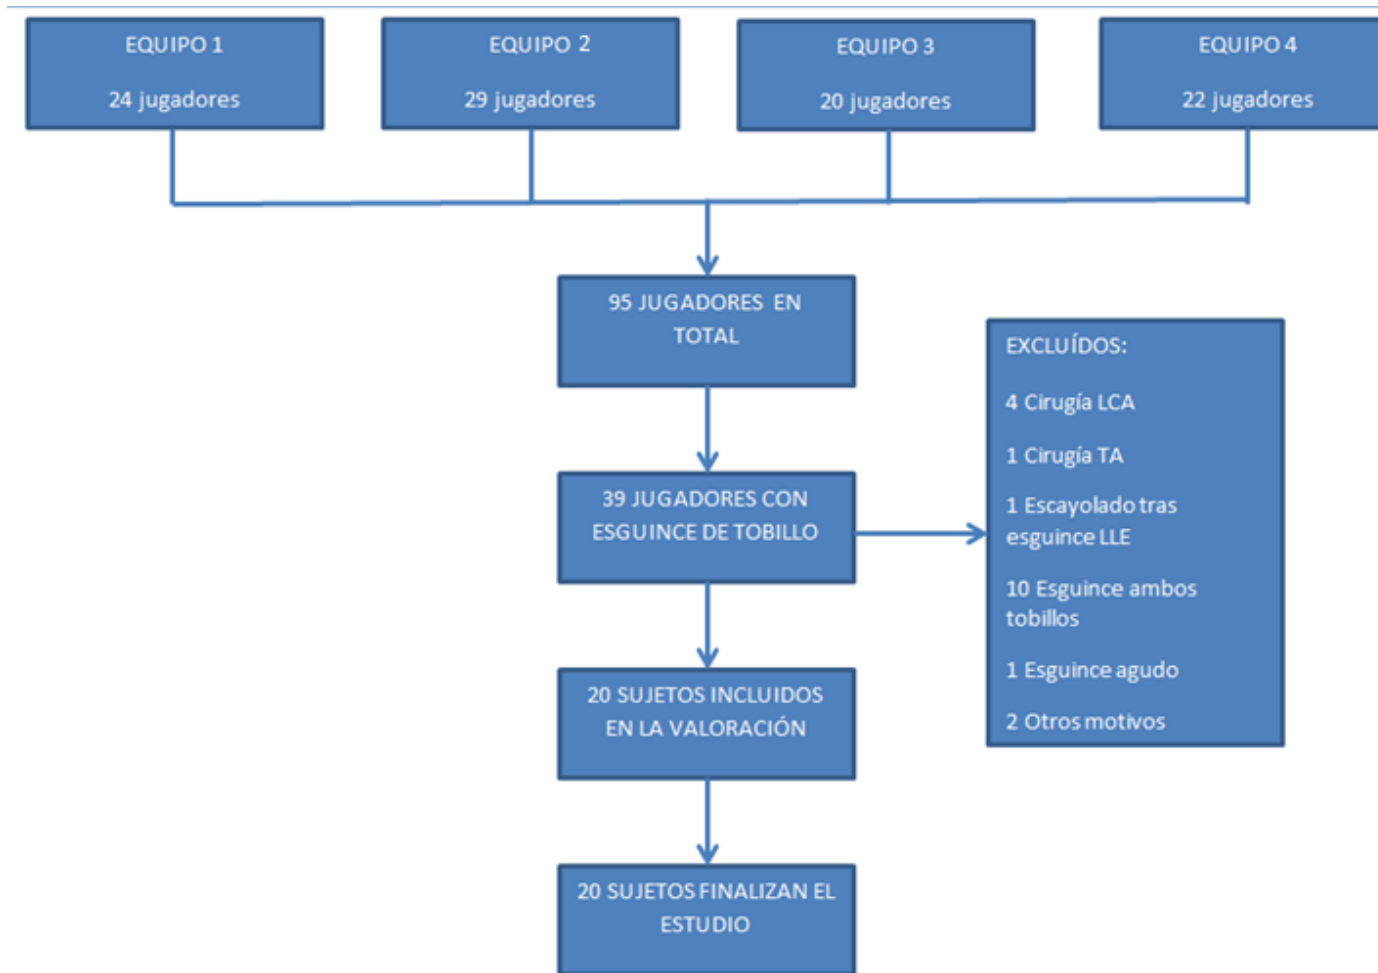 EQUIPO 1
24 jugadores
EQUIPO 2
29 jugadores
EQUIPO 3
20 jugadores
EQUIPO 4
22 jugadores
95 JUGADORES EN
TOTAL
39 JUGADORES CON
ESGUINCE DE TOBILLO
EXCLUÍDOS:
4 Cirugía LCA
1 Cirugía TA
1 Escayolado tras
esguince LLE
10 Esguince ambos
tobillos
1 Esguince agudo
2 Otros motivos
20 SUJETOS INCLUIDOS
EN LA VALORACIÓN
20 SUJETOS FINALIZAN EL
ESTUDIO